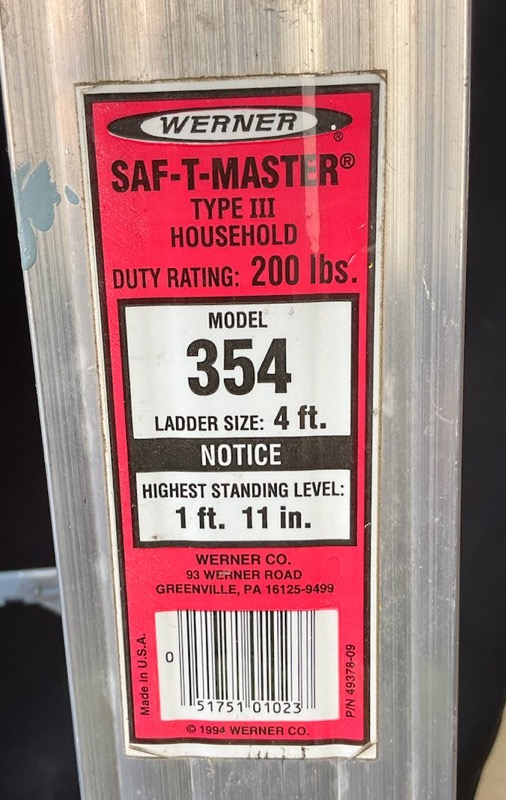 WERNER ®
SAF-T-MASTER®
TYPE III
HOUSEHOLD
DUTY RATING: 200 lbs.
MODEL
354
LADDER SIZE: 4 ft.
NOTICE
HIGHEST STANDING LEVEL:
1 ft. 11 in.
WERNER CO.
93 WERNER ROAD
GREENVILLE, PA 16125-9499
Made in U.S.A.
0 51751 01023
P/N 49378-09
© 1994 WERNER CO.